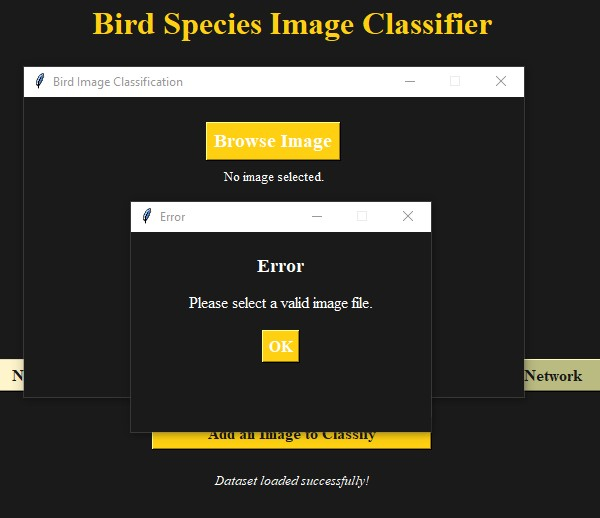 Bird Species Image Classifier
Bird Image Classification
Browse Image
No image selected.
Error
Error
Please select a valid image file.
OK
Network
Add an Image to Classify
Dataset loaded successfully!